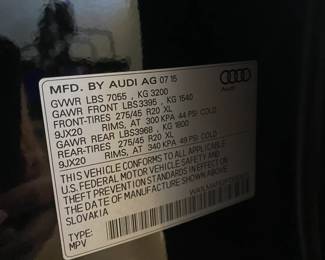 MFD. BY AUDI AG 07 15
Audi
GVWR LBS 7055 , KG 3200
GAWR FRONT LBS3395 , KG 1540
FRONT-TIRES 275/45 R20 XL
9JX20 RIMS, AT 300 KPA/ 44 PSI COLD
GAWR REAR LBS3968 , KG 1800
REAR-TIRES 275/45 R20 XL
9JX20 RIMS, AT 340 KPA/ 49 PSI COLD
THIS VEHICLE CONFORMS TO ALL APPLICABLE
U.S. FEDERAL MOTOR VEHICLE SAFETY AND
THEFT PREVENTION STANDARDS IN EFFECT ON
THE DATE OF MANUFACTURE SHOWN ABOVE.
SLOVAKIA
TYPE:
MPV